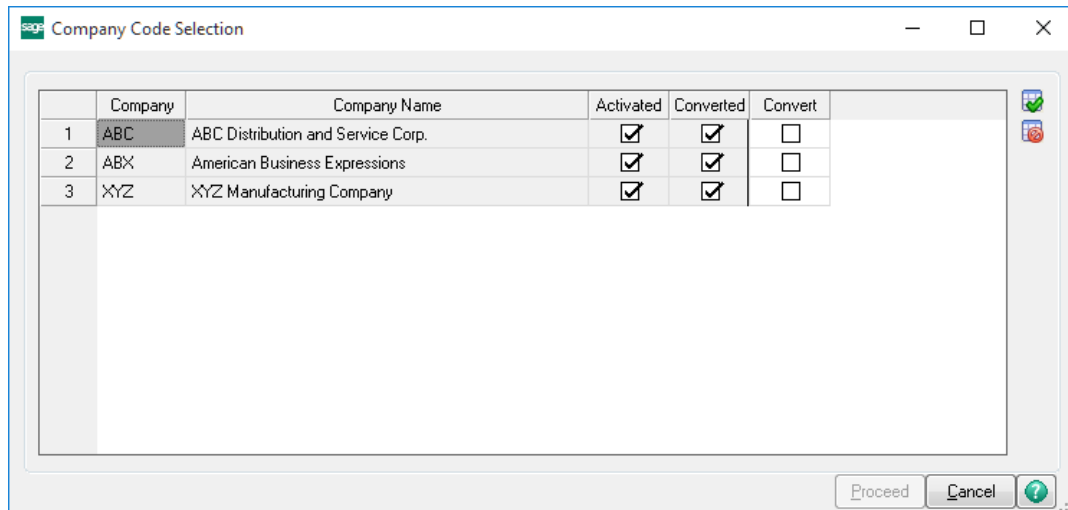 sage Company Code Selection
Company Company Name Activated Converted Convert
1 ABC ABC Distribution and Service Corp.
2 ABX American Business Expressions
3 XYZ XYZ Manufacturing Company
Proceed Cancel ?